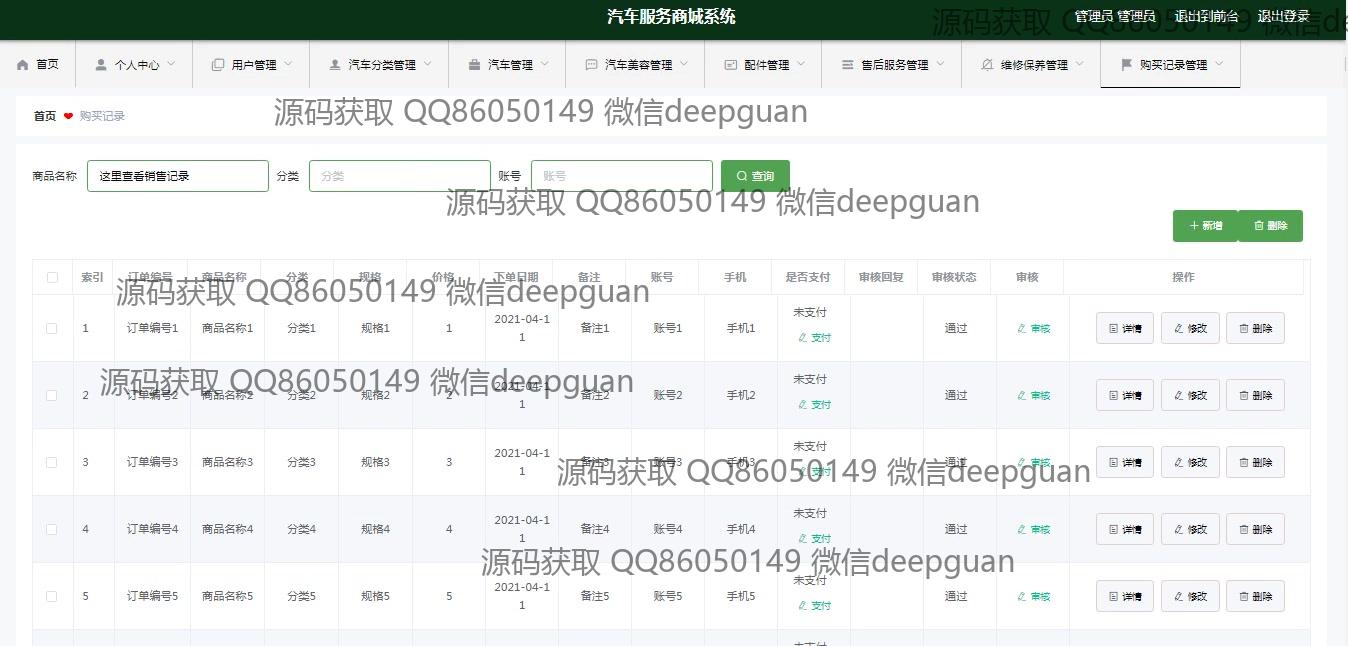 汽车服务商城系统
管理员 管理员 退出到前台 退出登录
源码获取 QQ86050149 微信de
首页 个人中心 用户管理 汽车分类管理 汽车管理 汽车美容管理 配件管理 售后服务管理 维修保养管理 购买记录管理
首页 购买记录
源码获取 QQ86050149 微信deepguan
商品名称 这里查看销售记录 分类 分类 账号 账号 查询
源码获取 QQ86050149 微信deepguan
新增 删除
索引 订单编号 商品名称 分类 规格 价格 下单日期 备注 账号 手机 是否支付 审核回复 审核状态 审核 操作
源码获取 QQ86050149 微信deepguan
1 订单编号1 商品名称1 分类1 规格1 1 2021-04-11 备注1 账号1 手机1 未支付 支付 通过 审核 详情 修改 删除
源码获取 QQ86050149 微信deepguan
2 订单编号2 商品名称2 分类2 规格2 2 2021-04-11 备注2 账号2 手机2 未支付 支付 通过 审核 详情 修改 删除
3 订单编号3 商品名称3 分类3 规格3 3 2021-04-11 备注3 账号3 手机3 未支付 支付 通过 审核 详情 修改 删除
源码获取 QQ86050149 微信deepguan
4 订单编号4 商品名称4 分类4 规格4 4 2021-04-11 备注4 账号4 手机4 未支付 支付 通过 审核 详情 修改 删除
源码获取 QQ86050149 微信deepguan
5 订单编号5 商品名称5 分类5 规格5 5 2021-04-11 备注5 账号5 手机5 未支付 支付 通过 审核 详情 修改 删除